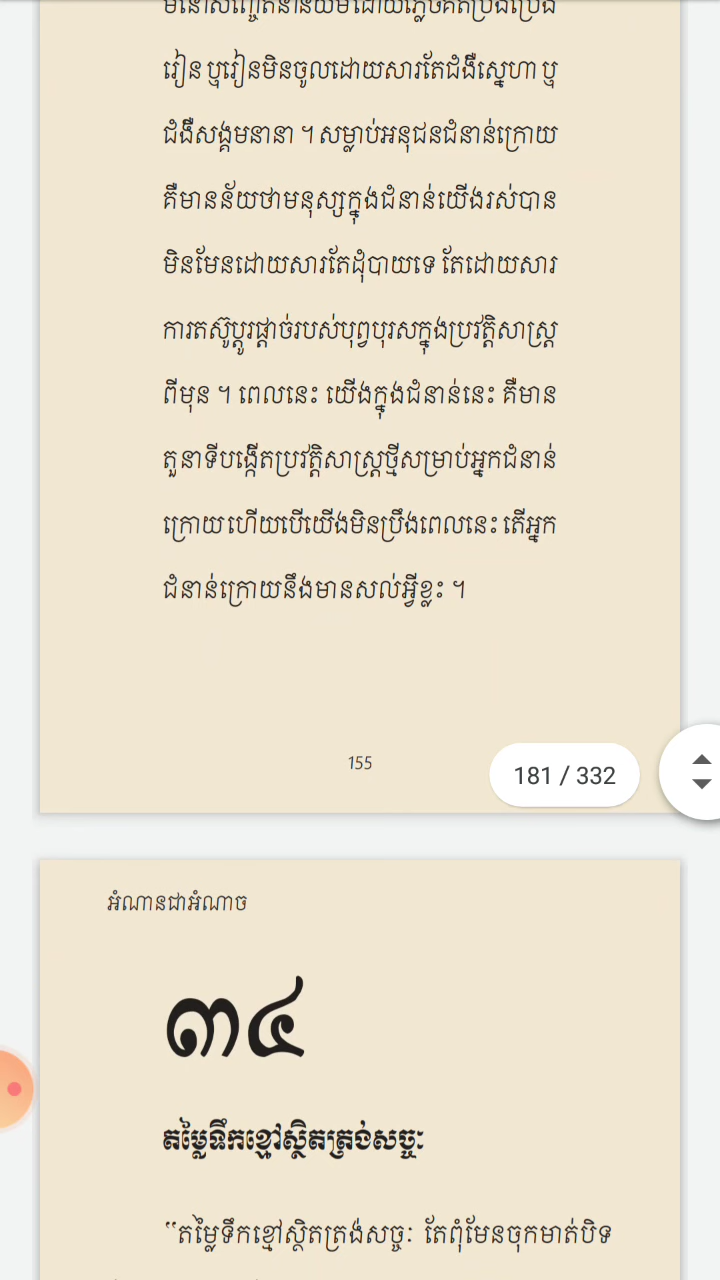 រៀន ឬរៀនមិនចូលដោយសារតែជំងឺស្នេហា ឬ
ជំងឺសង្គមនានា ។ សម្លាប់អនុជនជំនាន់ក្រោយ
គឺមានន័យថាមនុស្សក្នុងជំនាន់យើងរស់បាន
មិនមែនដោយសារតែដុំបាយទេ តែដោយសារ
ការតស៊ូប្តូរផ្តាច់របស់បុព្វបុរសក្នុងប្រវត្តិសាស្ត្រ
ពីមុន ។ ពេលនេះ យើងក្នុងជំនាន់នេះ គឺមាន
តួនាទីបង្កើតប្រវត្តិសាស្ត្រថ្មីសម្រាប់អ្នកជំនាន់
ក្រោយ ហើយបើយើងមិនប្រឹងពេលនេះ តើអ្នក
ជំនាន់ក្រោយនឹងមានសល់អ្វីខ្លះ ។
155
181 / 332
អំណានជាអំណាច
៣៤
តម្លៃទឹកខ្មៅស្ថិតត្រង់សច្ចៈ
“តម្លៃទឹកខ្មៅស្ថិតត្រង់សច្ចៈ តែពុំមែនចុកមាត់បិទ